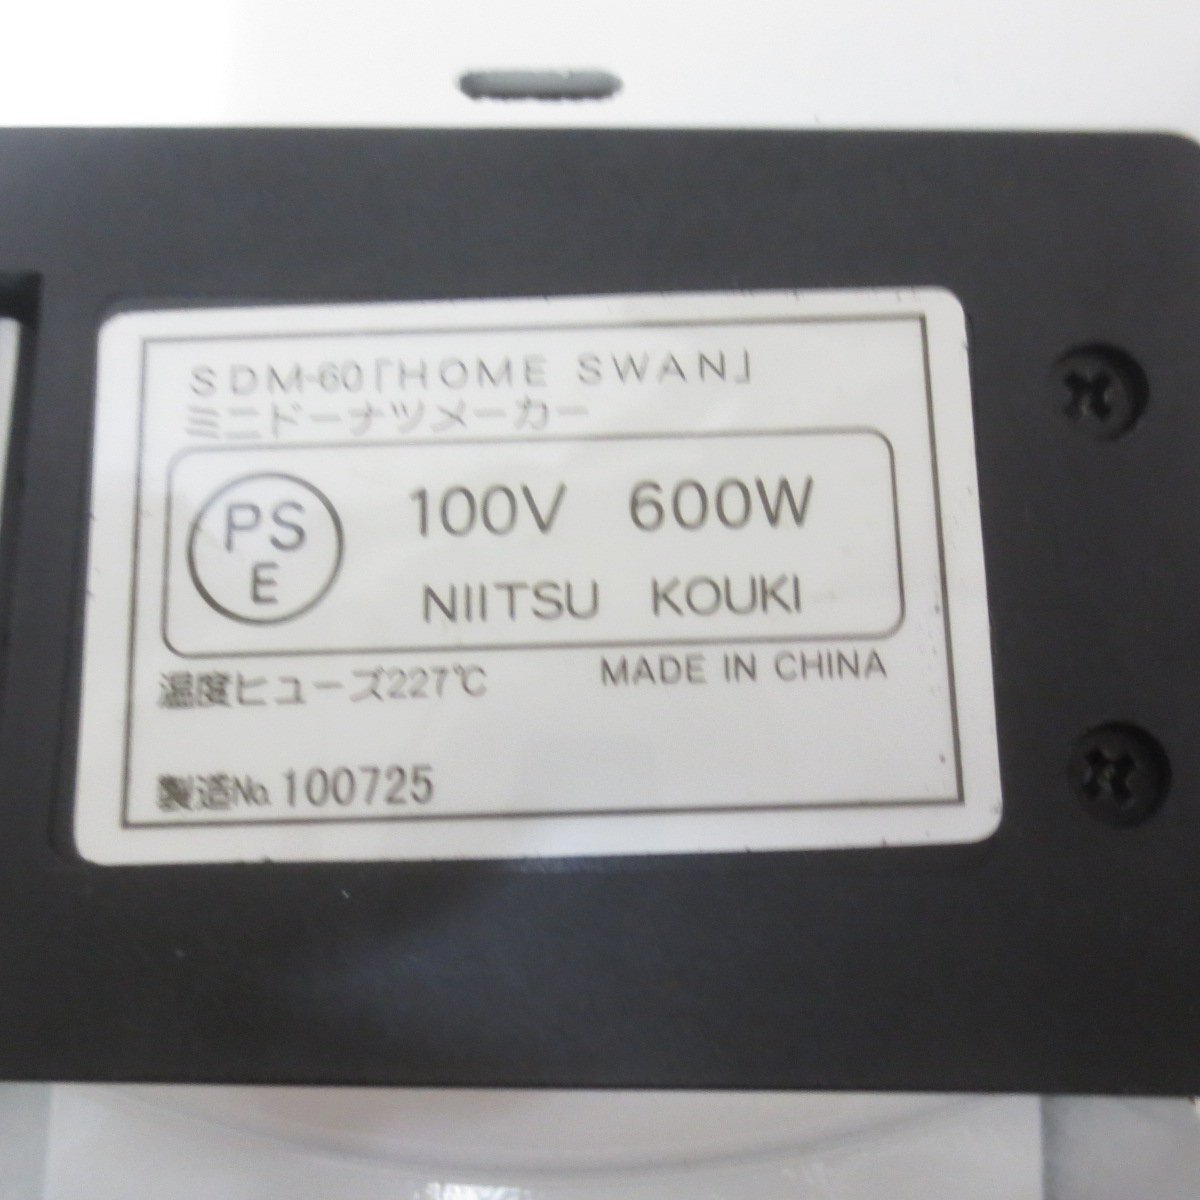 SDM-60「HOME SWAN」
ミニドーナツメーカー
PS
E
100V 600W
NIITSU KOUKI
温度ヒューズ227℃
MADE IN CHINA
製造No. 100725